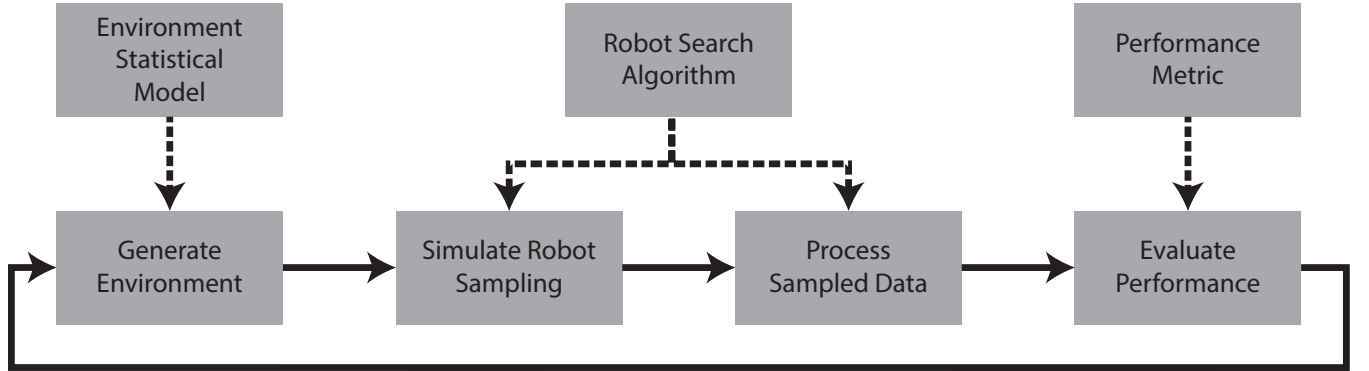 Environment
Statistical
Model
Robot Search
Algorithm
Performance
Metric
Generate
Environment
Simulate Robot
Sampling
Process
Sampled Data
Evaluate
Performance